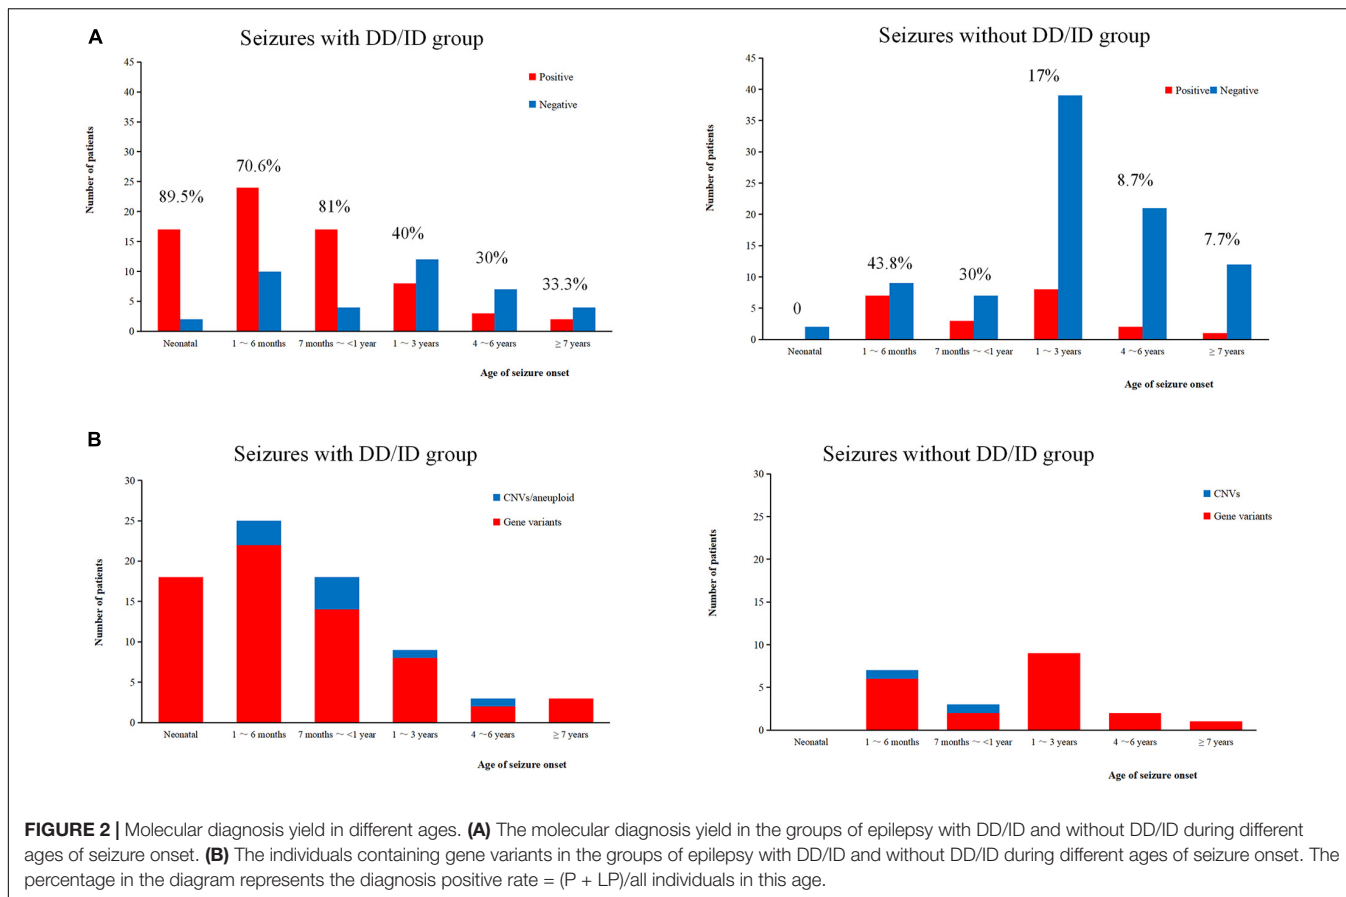 A
Seizures with DD/ID group
Positive
Negative
Number of patients
45
40
35
30
25
20
15
10
5
0
89.5%
70.6%
81%
40%
30%
33.3%
Neonatal
1 ~ 6 months
7 months ~ <1 year
1 ~ 3 years
4 ~6 years
≥ 7 years
Age of seizure onset
Seizures without DD/ID group
Positive
Negative
Number of patients
45
40
35
30
25
20
15
10
5
0
0
43.8%
30%
17%
8.7%
7.7%
Neonatal
1 ~ 6 months
7 months ~ <1 year
1 ~ 3 years
4 ~6 years
≥ 7 years
Age of seizure onset
B
Seizures with DD/ID group
CNVs/aneuploid
Gene variants
Number of patients
30
25
20
15
10
5
0
Neonatal
1 ~ 6 months
7 months ~ <1 year
1 ~ 3 years
4 ~6 years
≥ 7 years
Age of seizure onset
Seizures without DD/ID group
CNVs
Gene variants
Number of patients
30
25
20
15
10
5
0
Neonatal
1 ~ 6 months
7 months ~ <1 year
1 ~ 3 years
4 ~6 years
≥ 7 years
Age of seizure onset
FIGURE 2 | Molecular diagnosis yield in different ages. (A) The molecular diagnosis yield in the groups of epilepsy with DD/ID and without DD/ID during different
ages of seizure onset. (B) The individuals containing gene variants in the groups of epilepsy with DD/ID and without DD/ID during different ages of seizure onset. The
percentage in the diagram represents the diagnosis positive rate = (P + LP)/all individuals in this age.